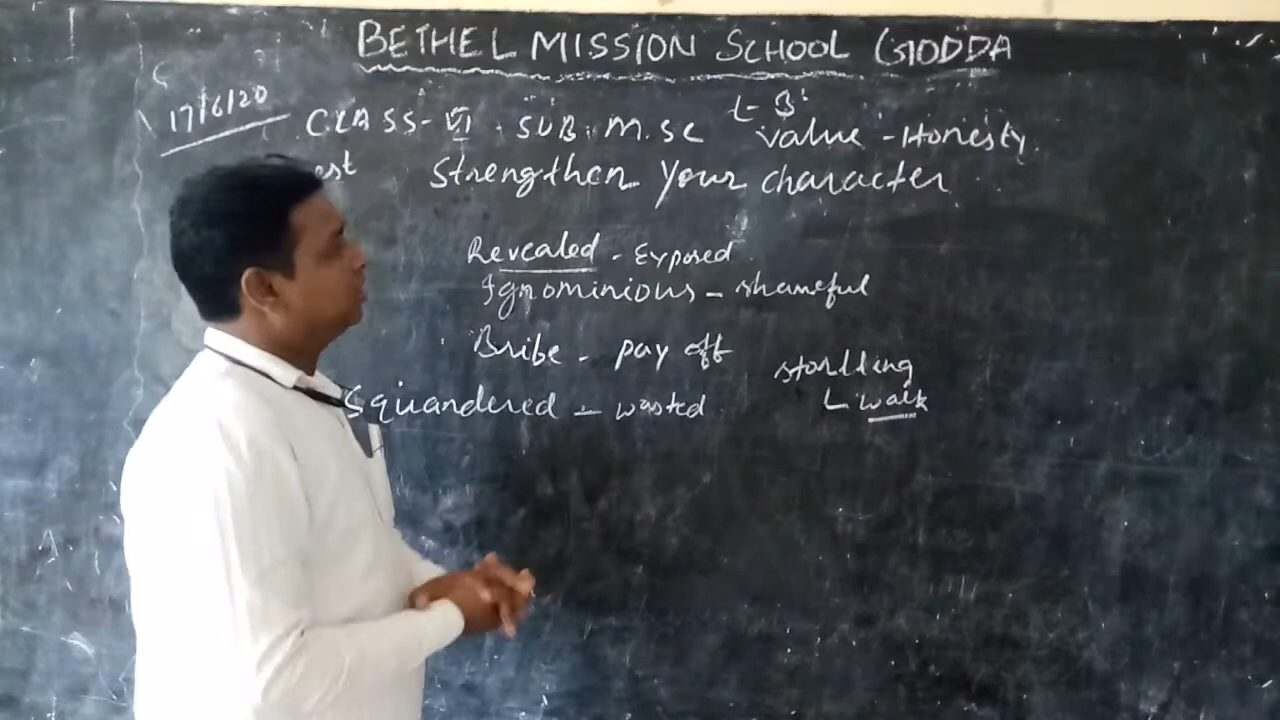 BETHEL MISSION SCHOOL GODDA
17/6/20
CLASS-VI. SUB: M.SC L-3
Value - Honesty.
est Strengthen Your character
Revealed - Exposed
Ignominious - shameful
Bribe - pay off
Squandered - wasted
startling
walk